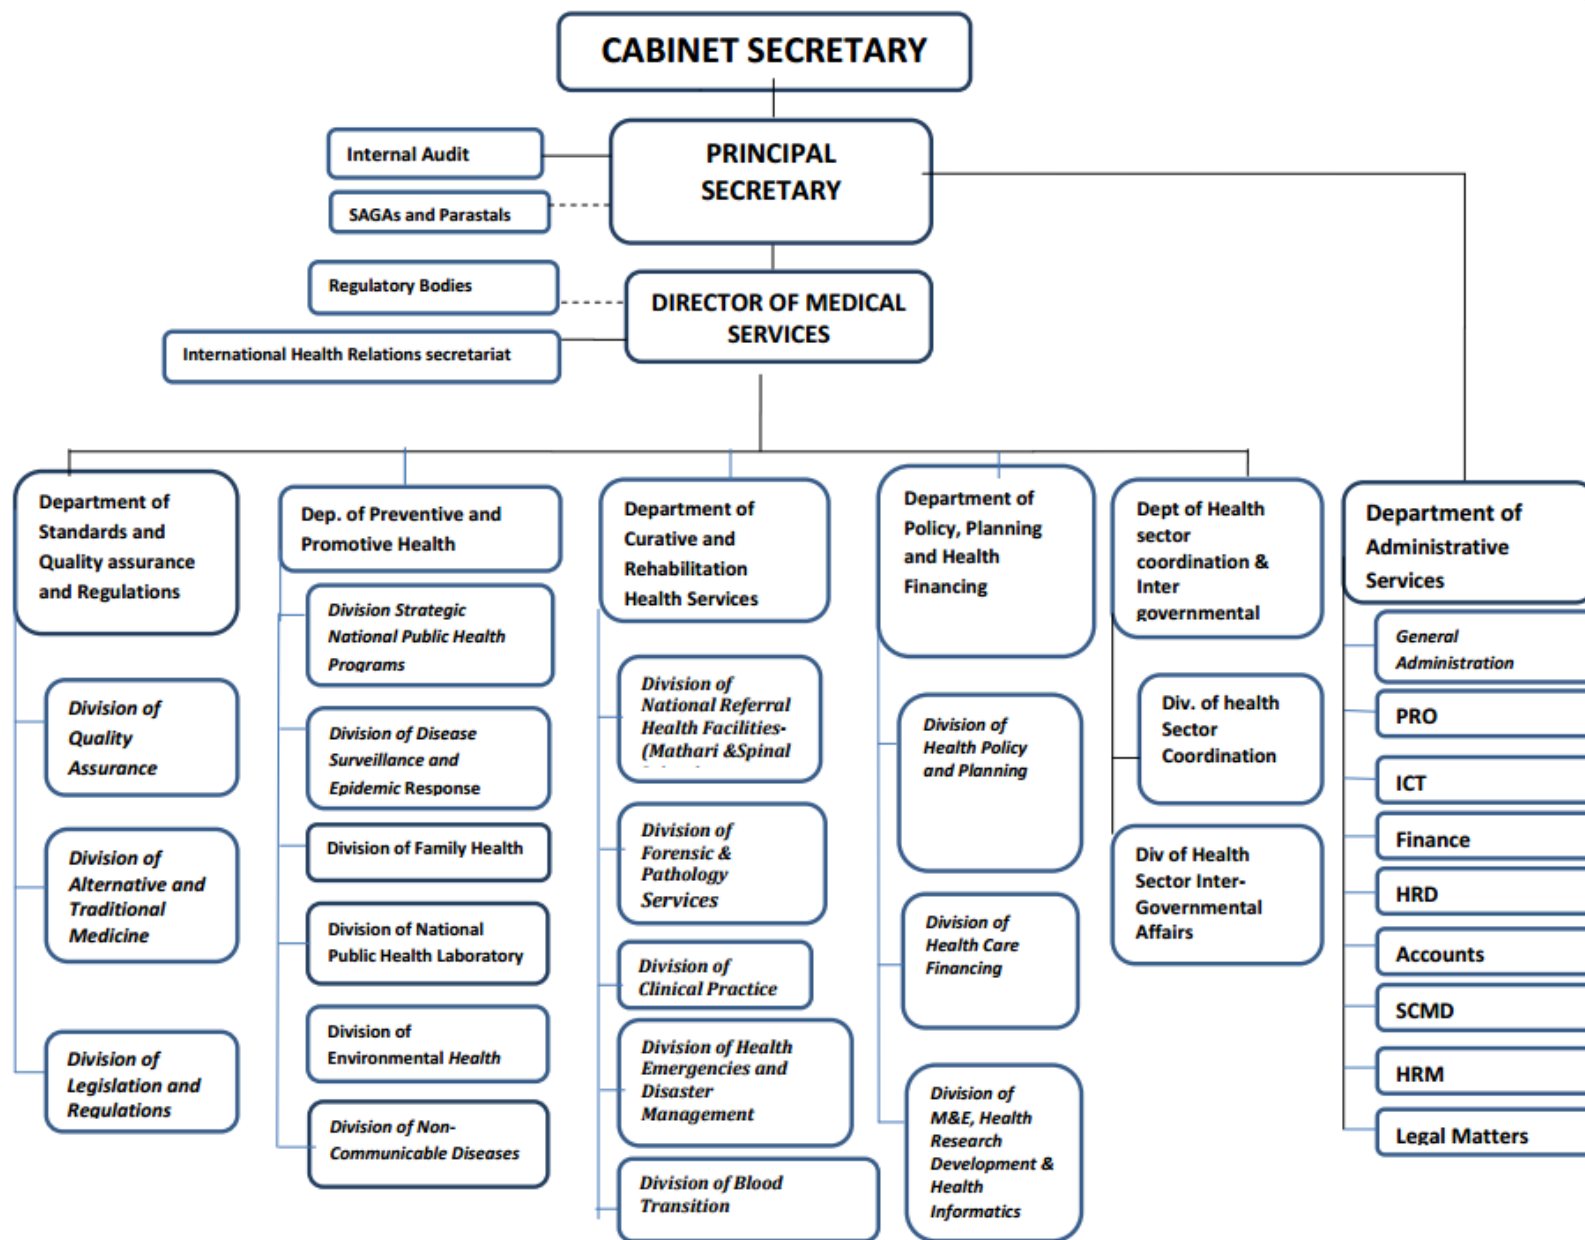 CABINET SECRETARY
PRINCIPAL
SECRETARY
Internal Audit
SAGAs and Parastals
Regulatory Bodies
DIRECTOR OF MEDICAL
SERVICES
International Health Relations secretariat
Department of
Standards and
Quality assurance
and Regulations
Division of
Quality
Assurance
Division of
Alternative and
Traditional
Medicine
Division of
Legislation and
Regulations
Dep. of Preventive and
Promotive Health
Division Strategic
National Public Health
Programs
Division of Disease
Surveillance and
Epidemic Response
Division of Family Health
Division of National
Public Health Laboratory
Division of
Environmental Health
Division of Non-
Communicable Diseases
Department of
Curative and
Rehabilitation
Health Services
Division of
National Referral
Health Facilities-
(Mathari &Spinal
Division of
Forensic &
Pathology
Services
Division of
Clinical Practice
Division of Health
Emergencies and
Disaster
Management
Division of Blood
Transition
Department of
Policy, Planning
and Health
Financing
Division of
Health Policy
and Planning
Division of
Health Care
Financing
Division of
M&E, Health
Research
Development &
Health
Informatics
Dept of Health
sector
coordination &
Inter
governmental
Div. of health
Sector
Coordination
Div of Health
Sector Inter-
Governmental
Affairs
Department of
Administrative
Services
General
Administration
PRO
ICT
Finance
HRD
Accounts
SCMD
HRM
Legal Matters